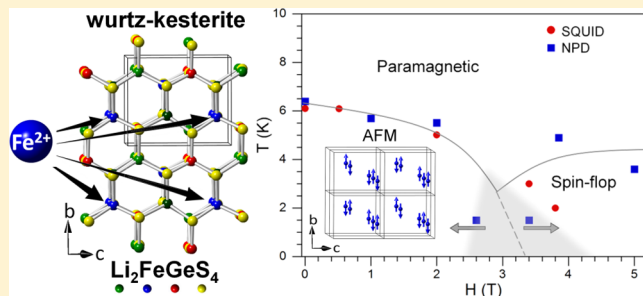 wurtz-kesterite
Fe²⁺
b
c
Li₂FeGeS₄
10
8
6
4
2
0
T (K)
SQUID
NPD
Paramagnetic
AFM
Spin-flop
b
c
0
1
2
3
4
5
H (T)